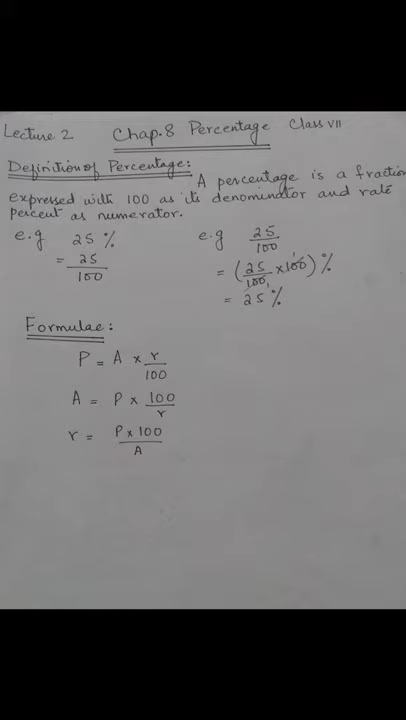 Lecture 2 Chap.8 Percentage Class VII
Definition of Percentage:
A percentage is a fraction
expressed with 100 as its denominator and rate
percent as numerator.
e.g 25 %
= 25/100
e.g 25/100
= (25/100 × 100) %
= 25 %
Formulae:
P = A × r/100
A = P × 100/r
r = P × 100/A